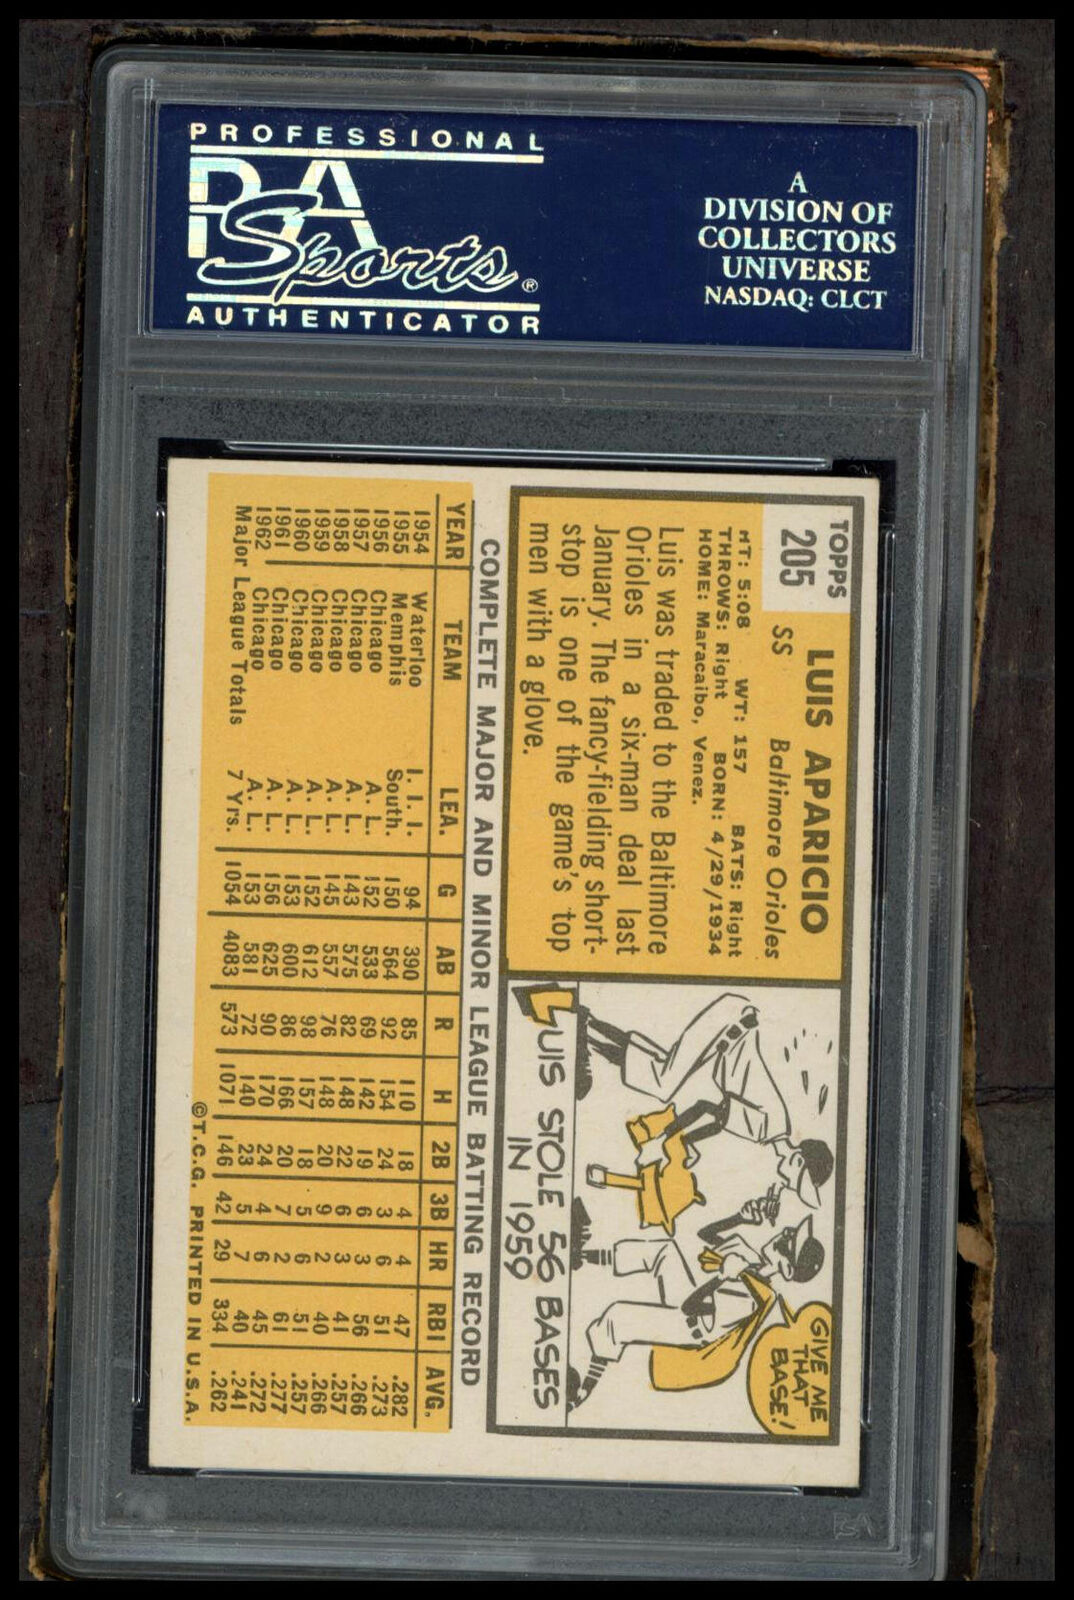 PROFESSIONAL
PSA
Sports®
AUTHENTICATOR
A
DIVISION OF
COLLECTORS
UNIVERSE
NASDAQ: CLCT
TOPPS
205
LUIS APARICIO
SS Baltimore Orioles
HT: 5:08 WT: 157 BATS: Right
THROWS: Right BORN: 4/29/1934
HOME: Maracaibo, Venez.
Luis was traded to the Baltimore
Orioles in a six-man deal last
January. The fancy-fielding short-
stop is one of the game's top
men with a glove.
GIVE ME
THAT
BASE!
LUIS STOLE 56 BASES
IN 1959
COMPLETE MAJOR AND MINOR LEAGUE BATTING RECORD
YEAR TEAM LEA. G AB R H 2B 3B HR RBI AVG.
1954 Waterloo I. I. I. 94 390 85 110 18 4 4 47 .282
1955 Memphis South. 150 564 92 154 24 3 6 51 .273
1956 Chicago A. L. 152 533 69 142 19 6 3 56 .266
1957 Chicago A. L. 143 575 82 148 22 6 3 41 .257
1958 Chicago A. L. 145 557 76 148 20 9 2 40 .266
1959 Chicago A. L. 152 612 98 157 18 5 6 51 .257
1960 Chicago A. L. 153 600 86 166 20 7 2 61 .277
1961 Chicago A. L. 156 625 90 170 24 4 6 45 .272
1962 Chicago A. L. 153 581 72 140 23 5 7 40 .241
Major League Totals 7 Yrs. 1054 4083 573 1071 146 42 29 334 .262
©T.C.G. PRINTED IN U.S.A.
PSA